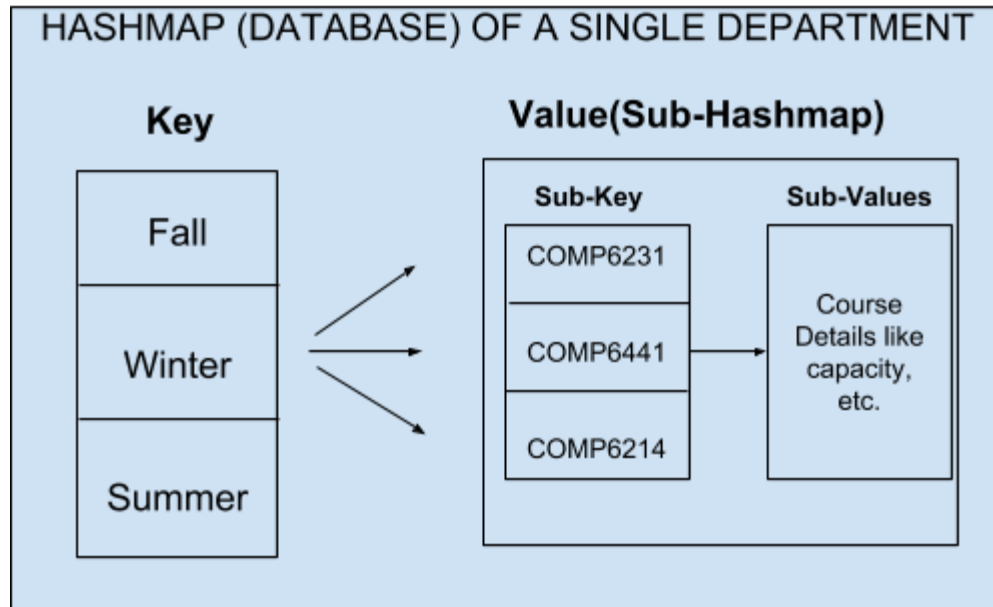 HASHMAP (DATABASE) OF A SINGLE DEPARTMENT
Key
Fall
Winter
Summer
Value(Sub-Hashmap)
Sub-Key
COMP6231
COMP6441
COMP6214
Sub-Values
Course
Details like
capacity,
etc.